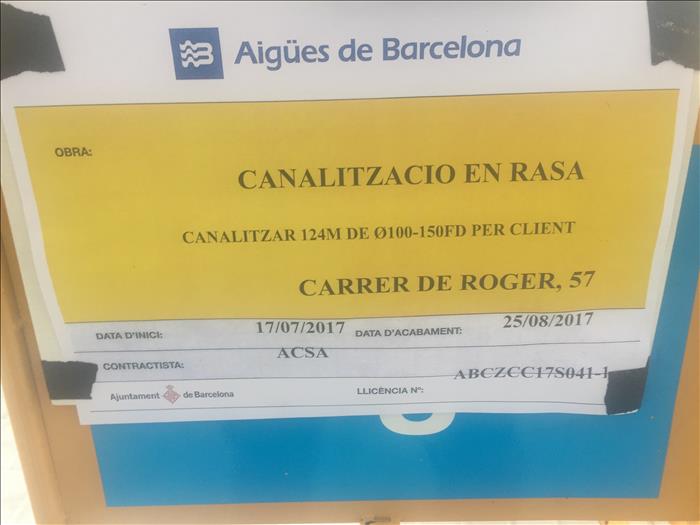 Aigües de Barcelona
OBRA:
CANALITZACIO EN RASA
CANALITZAR 124M DE Ø100-150FD PER CLIENT
CARRER DE ROGER, 57
DATA D'INICI: 17/07/2017 DATA D'ACABAMENT: 25/08/2017
CONTRACTISTA: ACSA
Ajuntament de Barcelona LLICÈNCIA Nº: ABCZCC17S041-1